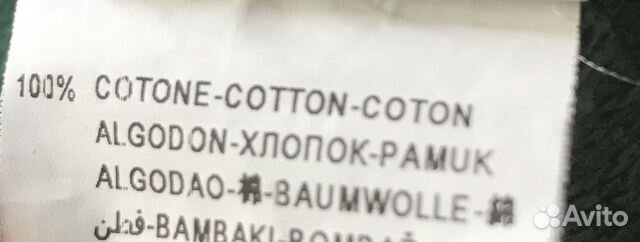 100% COTONE-COTTON-COTON
ALGODON-ХЛОПОК-PAMUK
ALGODAO-棉-BAUMWOLLE-綿
قطن-BAMBAKI-
Avito